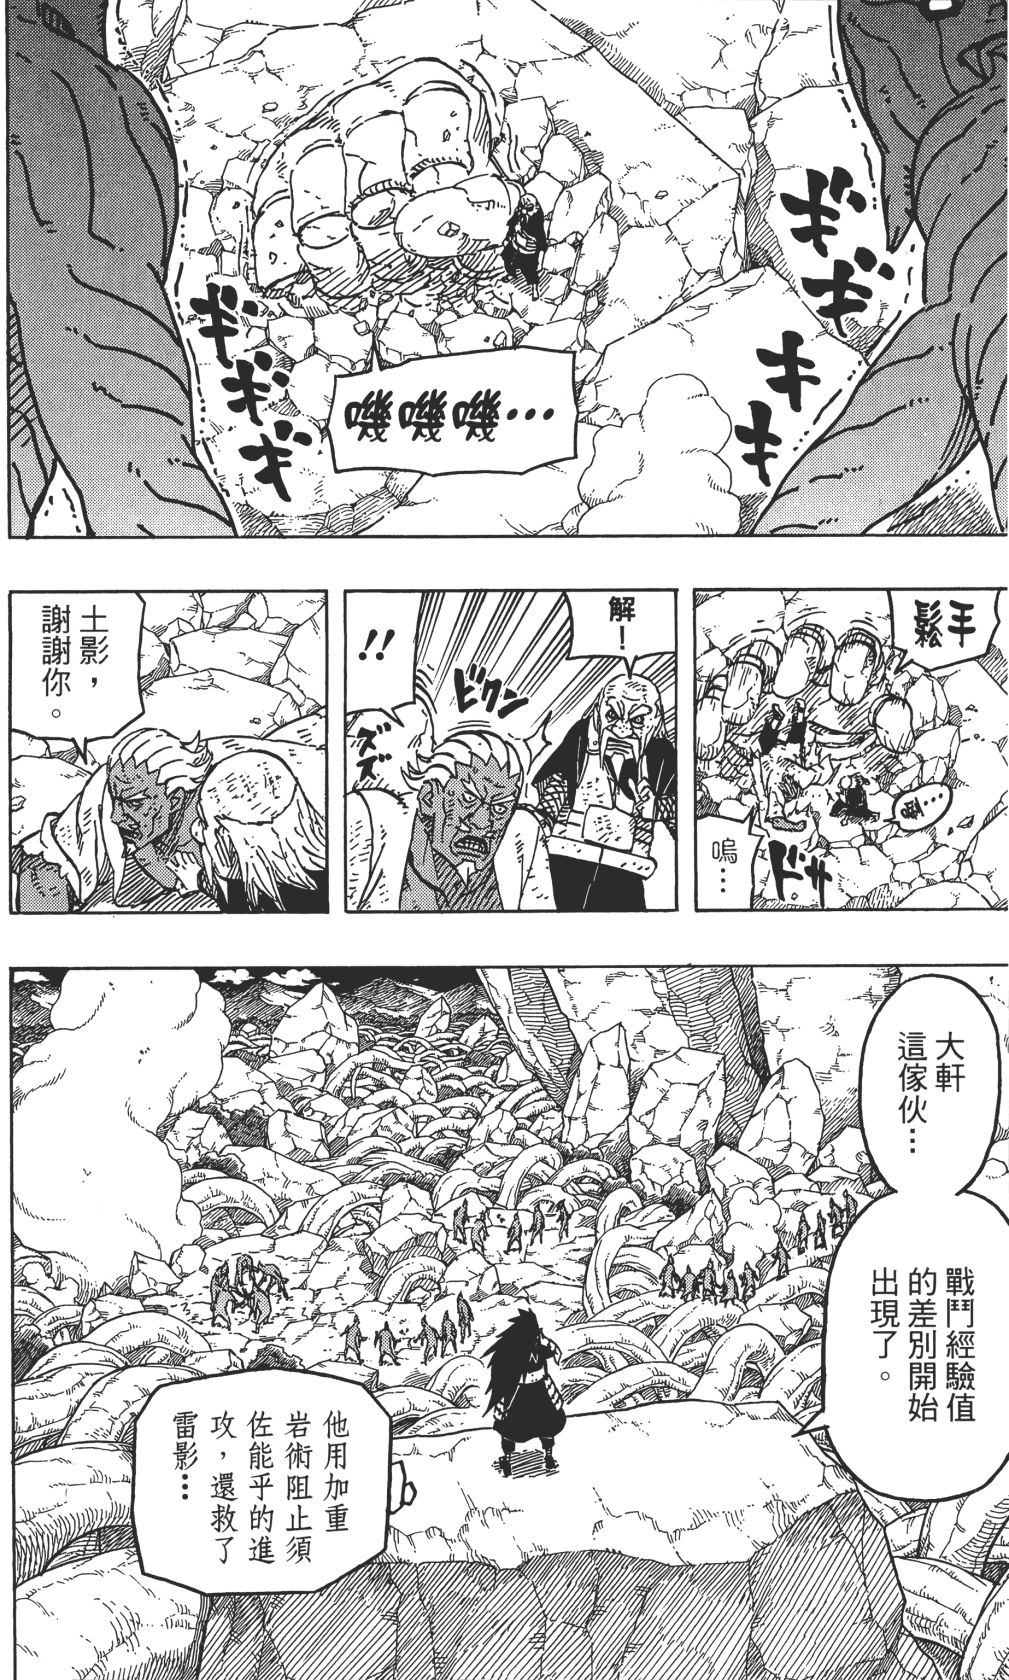 ギギギ
ギギ
キキ
嘰嘰嘰…
鬆手
嘿…
嗚…
ドサ
解！
!!
ビクン
ズズズ
土影，
謝謝你。
大軒
這傢伙…
戰鬥經驗值
的差別開始
出現了。
他用加重
岩術阻止須
佐能乎的進
攻，還救了
雷影…